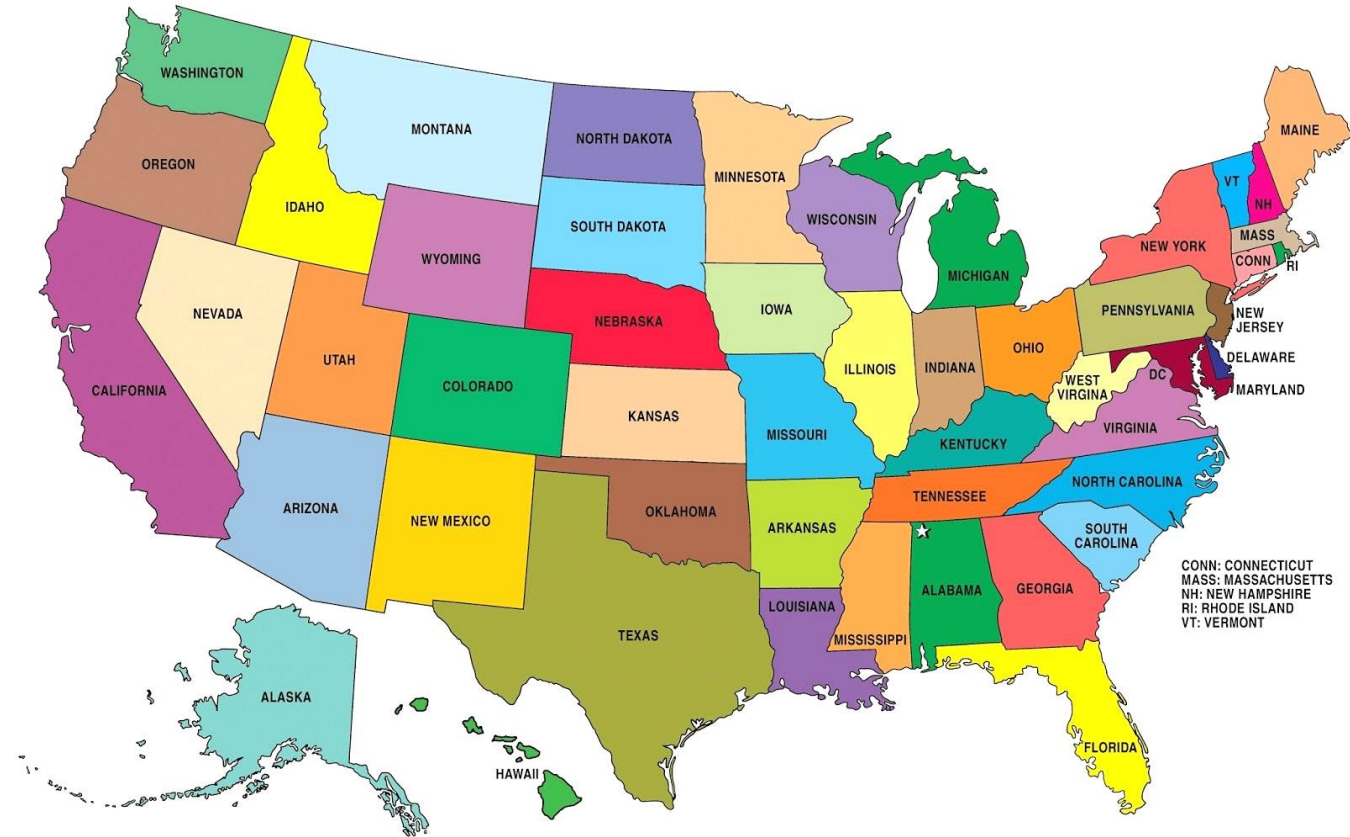 WASHINGTON
OREGON
IDAHO
MONTANA
NORTH DAKOTA
SOUTH DAKOTA
MINNESOTA
WISCONSIN
MICHIGAN
MAINE
VT
NH
MASS
CONN
RI
NEW YORK
CALIFORNIA
NEVADA
UTAH
WYOMING
COLORADO
NEBRASKA
IOWA
ILLINOIS
INDIANA
OHIO
PENNSYLVANIA
NEW
JERSEY
DELAWARE
MARYLAND
DC
WEST
VIRGINA
VIRGINIA
KENTUCKY
MISSOURI
KANSAS
ARIZONA
NEW MEXICO
OKLAHOMA
ARKANSAS
TENNESSEE
NORTH CAROLINA
SOUTH
CAROLINA
TEXAS
LOUISIANA
MISSISSIPPI
ALABAMA
GEORGIA
FLORIDA
ALASKA
HAWAII
CONN: CONNECTICUT
MASS: MASSACHUSETTS
NH: NEW HAMPSHIRE
RI: RHODE ISLAND
VT: VERMONT